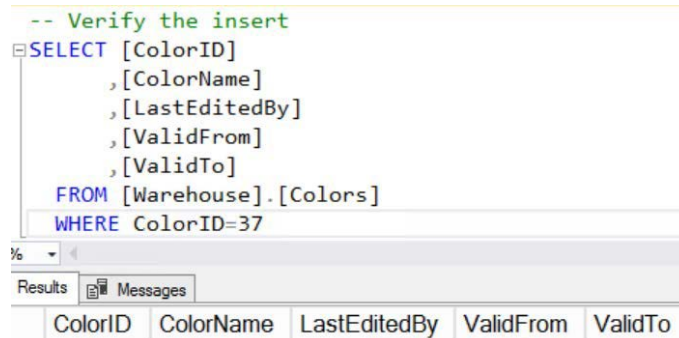 -- Verify the insert
SELECT [ColorID]
,[ColorName]
,[LastEditedBy]
,[ValidFrom]
,[ValidTo]
FROM [Warehouse].[Colors]
WHERE ColorID=37
%
Results Messages
ColorID ColorName LastEditedBy ValidFrom ValidTo